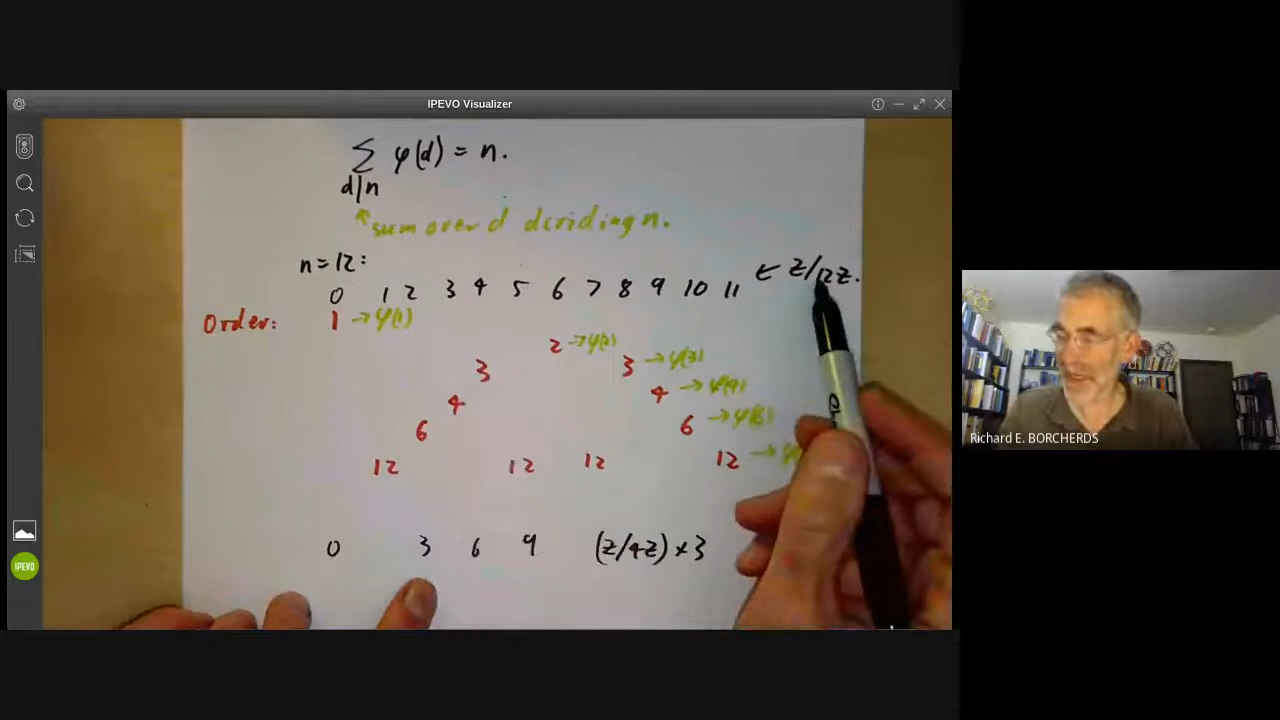 IPEVO Visualizer
∑ φ(d) = n.
d|n
↖ sum over d dividing n.
n=12:
0 1 2 3 4 5 6 7 8 9 10 11 ← Z/12Z.
Order: 1 → φ(1)
2 → φ(2)
3 3 → φ(3)
4 4 → φ(4)
6 6 → φ(6)
12 12 12 12 →
0 3 6 9 (Z/4Z) × 3
Richard E. BORCHERDS
IPEVO